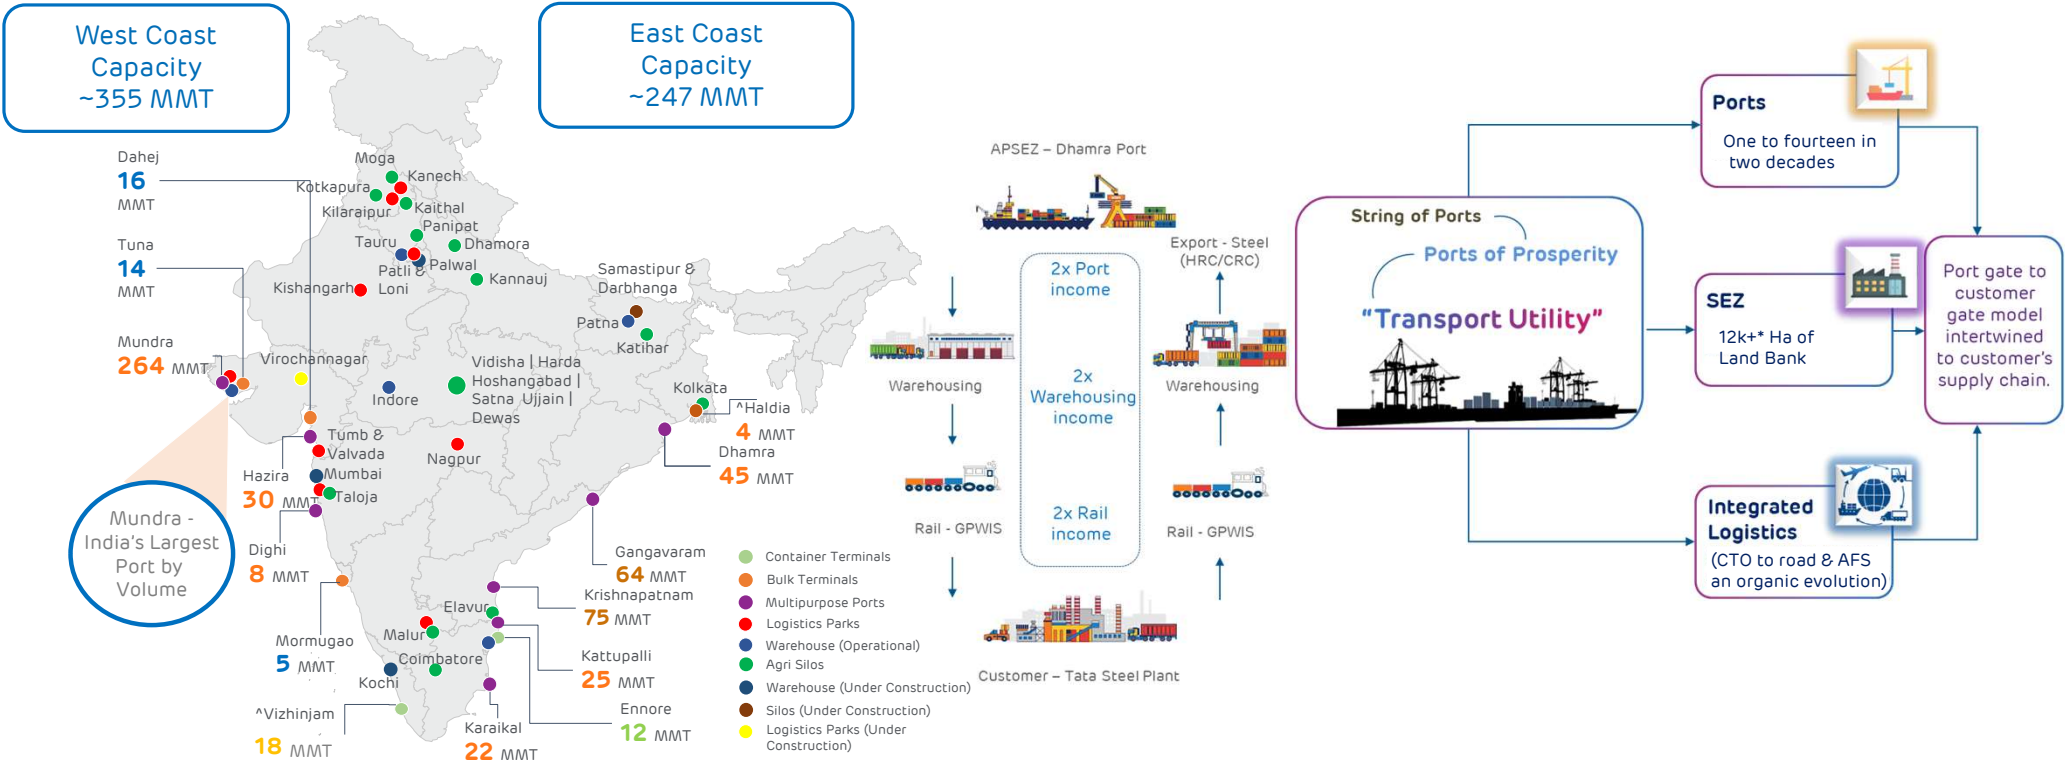 West Coast
Capacity
~355 MMT
East Coast
Capacity
~247 MMT
Dahej
16
MMT
Tuna
14
MMT
Mundra
264 MMT
Moga
Kanech
Kotkapura
Kilaraipur
Kaithal
Panipat
Tauru
Dhamora
Patli &
Loni
Palwal
Kannauj
Kishangarh
Samastipur &
Darbhanga
Patna
Katihar
Virochannagar
Indore
Vidisha | Harda
Hoshangabad |
Satna Ujjain |
Dewas
Kolkata
^Haldia
4 MMT
Dhamra
45 MMT
Tumb &
Valvada
Nagpur
Mumbai
Taloja
Hazira
30 MMT
Mundra -
India's Largest
Port by
Volume
Dighi
8 MMT
Gangavaram
64 MMT
Krishnapatnam
75 MMT
Elavur
Malur
Mormugao
5 MMT
Coimbatore
Kochi
Kattupalli
25 MMT
^Vizhinjam
18 MMT
Karaikal
22 MMT
Ennore
12 MMT
Container Terminals
Bulk Terminals
Multipurpose Ports
Logistics Parks
Warehouse (Operational)
Agri Silos
Warehouse (Under Construction)
Silos (Under Construction)
Logistics Parks (Under
Construction)
APSEZ – Dhamra Port
Export - Steel
(HRC/CRC)
2x Port
income
Warehousing
2x
Warehousing
income
Warehousing
Rail - GPWIS
2x Rail
income
Rail - GPWIS
Customer – Tata Steel Plant
String of Ports
Ports of Prosperity
“Transport Utility”
Ports
One to fourteen in
two decades
SEZ
12k+* Ha of
Land Bank
Integrated
Logistics
(CTO to road & AFS
an organic evolution)
Port gate to
customer
gate model
intertwined
to customer’s
supply chain.